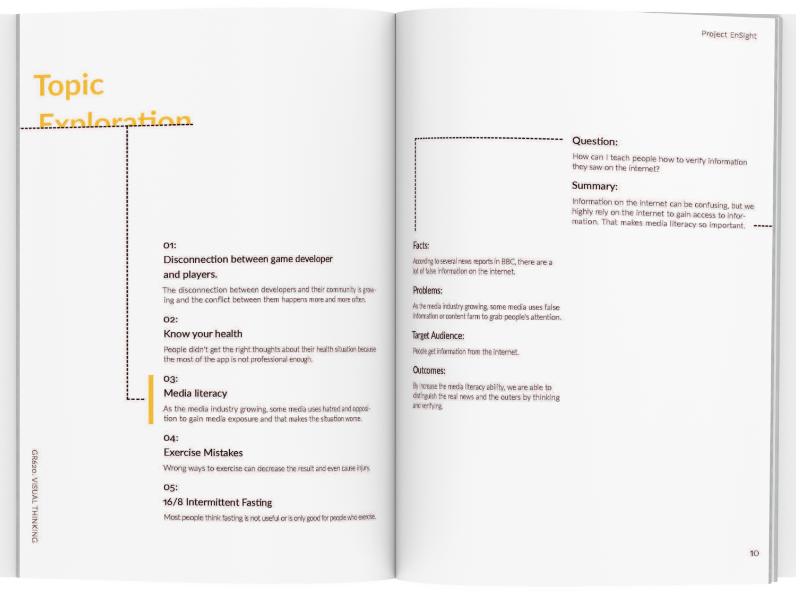 Topic
Exploration
01:
Disconnection between game developer
and players.
The disconnection between developers and their community is grow-
ing and the conflict between them happens more and more often.
02:
Know your health
People didn't get the right thoughts about their health situation because
the most of the app is not professional enough.
03:
Media literacy
As the media industry growing, some media uses hatred and opposi-
tion to gain media exposure and that makes the situation worse.
04:
Exercise Mistakes
Wrong ways to exercise can decrease the result and even cause injury.
05:
16/8 Intermittent Fasting
Most people think fasting is not useful or is only good for people who exercise.
GR620: VISUAL THINKING
Project EnSight
Question:
How can I teach people how to verify information
they saw on the internet?
Summary:
Information on the internet can be confusing, but we
highly rely on the internet to gain access to infor-
mation. That makes media literacy so important.
Facts:
According to several news reports in BBC, there are a
lot of false information on the internet.
Problems:
As the media industry growing, some media uses false
information or content farm to grab people's attention.
Target Audience:
People get information from the internet.
Outcomes:
By increase the media literacy ability, we are able to
distinguish the real news and the outers by thinking
and verifying.
10